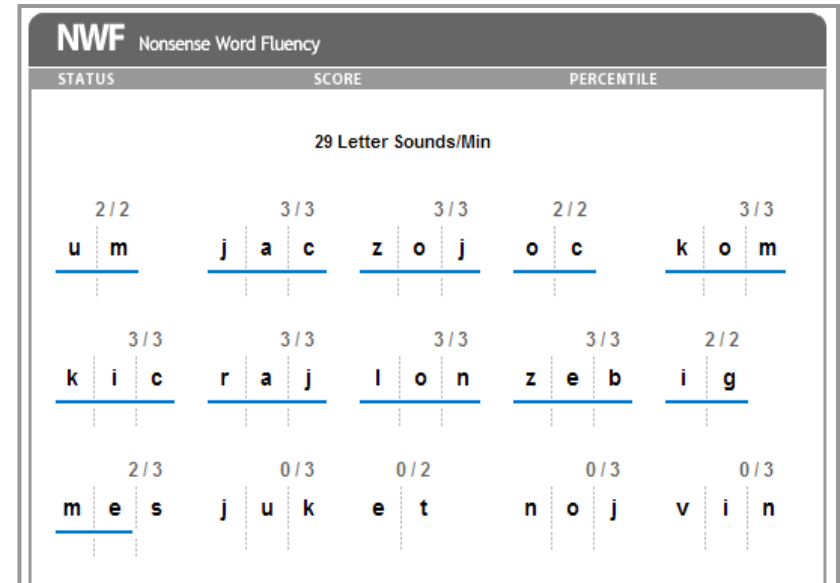 NWF Nonsense Word Fluency
STATUS SCORE PERCENTILE
29 Letter Sounds/Min
2 / 2 3 / 3 3 / 3 2 / 2 3 / 3
u m j a c z o j o c k o m
3 / 3 3 / 3 3 / 3 3 / 3 2 / 2
k i c r a j l o n z e b i g
2 / 3 0 / 3 0 / 2 0 / 3 0 / 3
m e s j u k e t n o j v i n